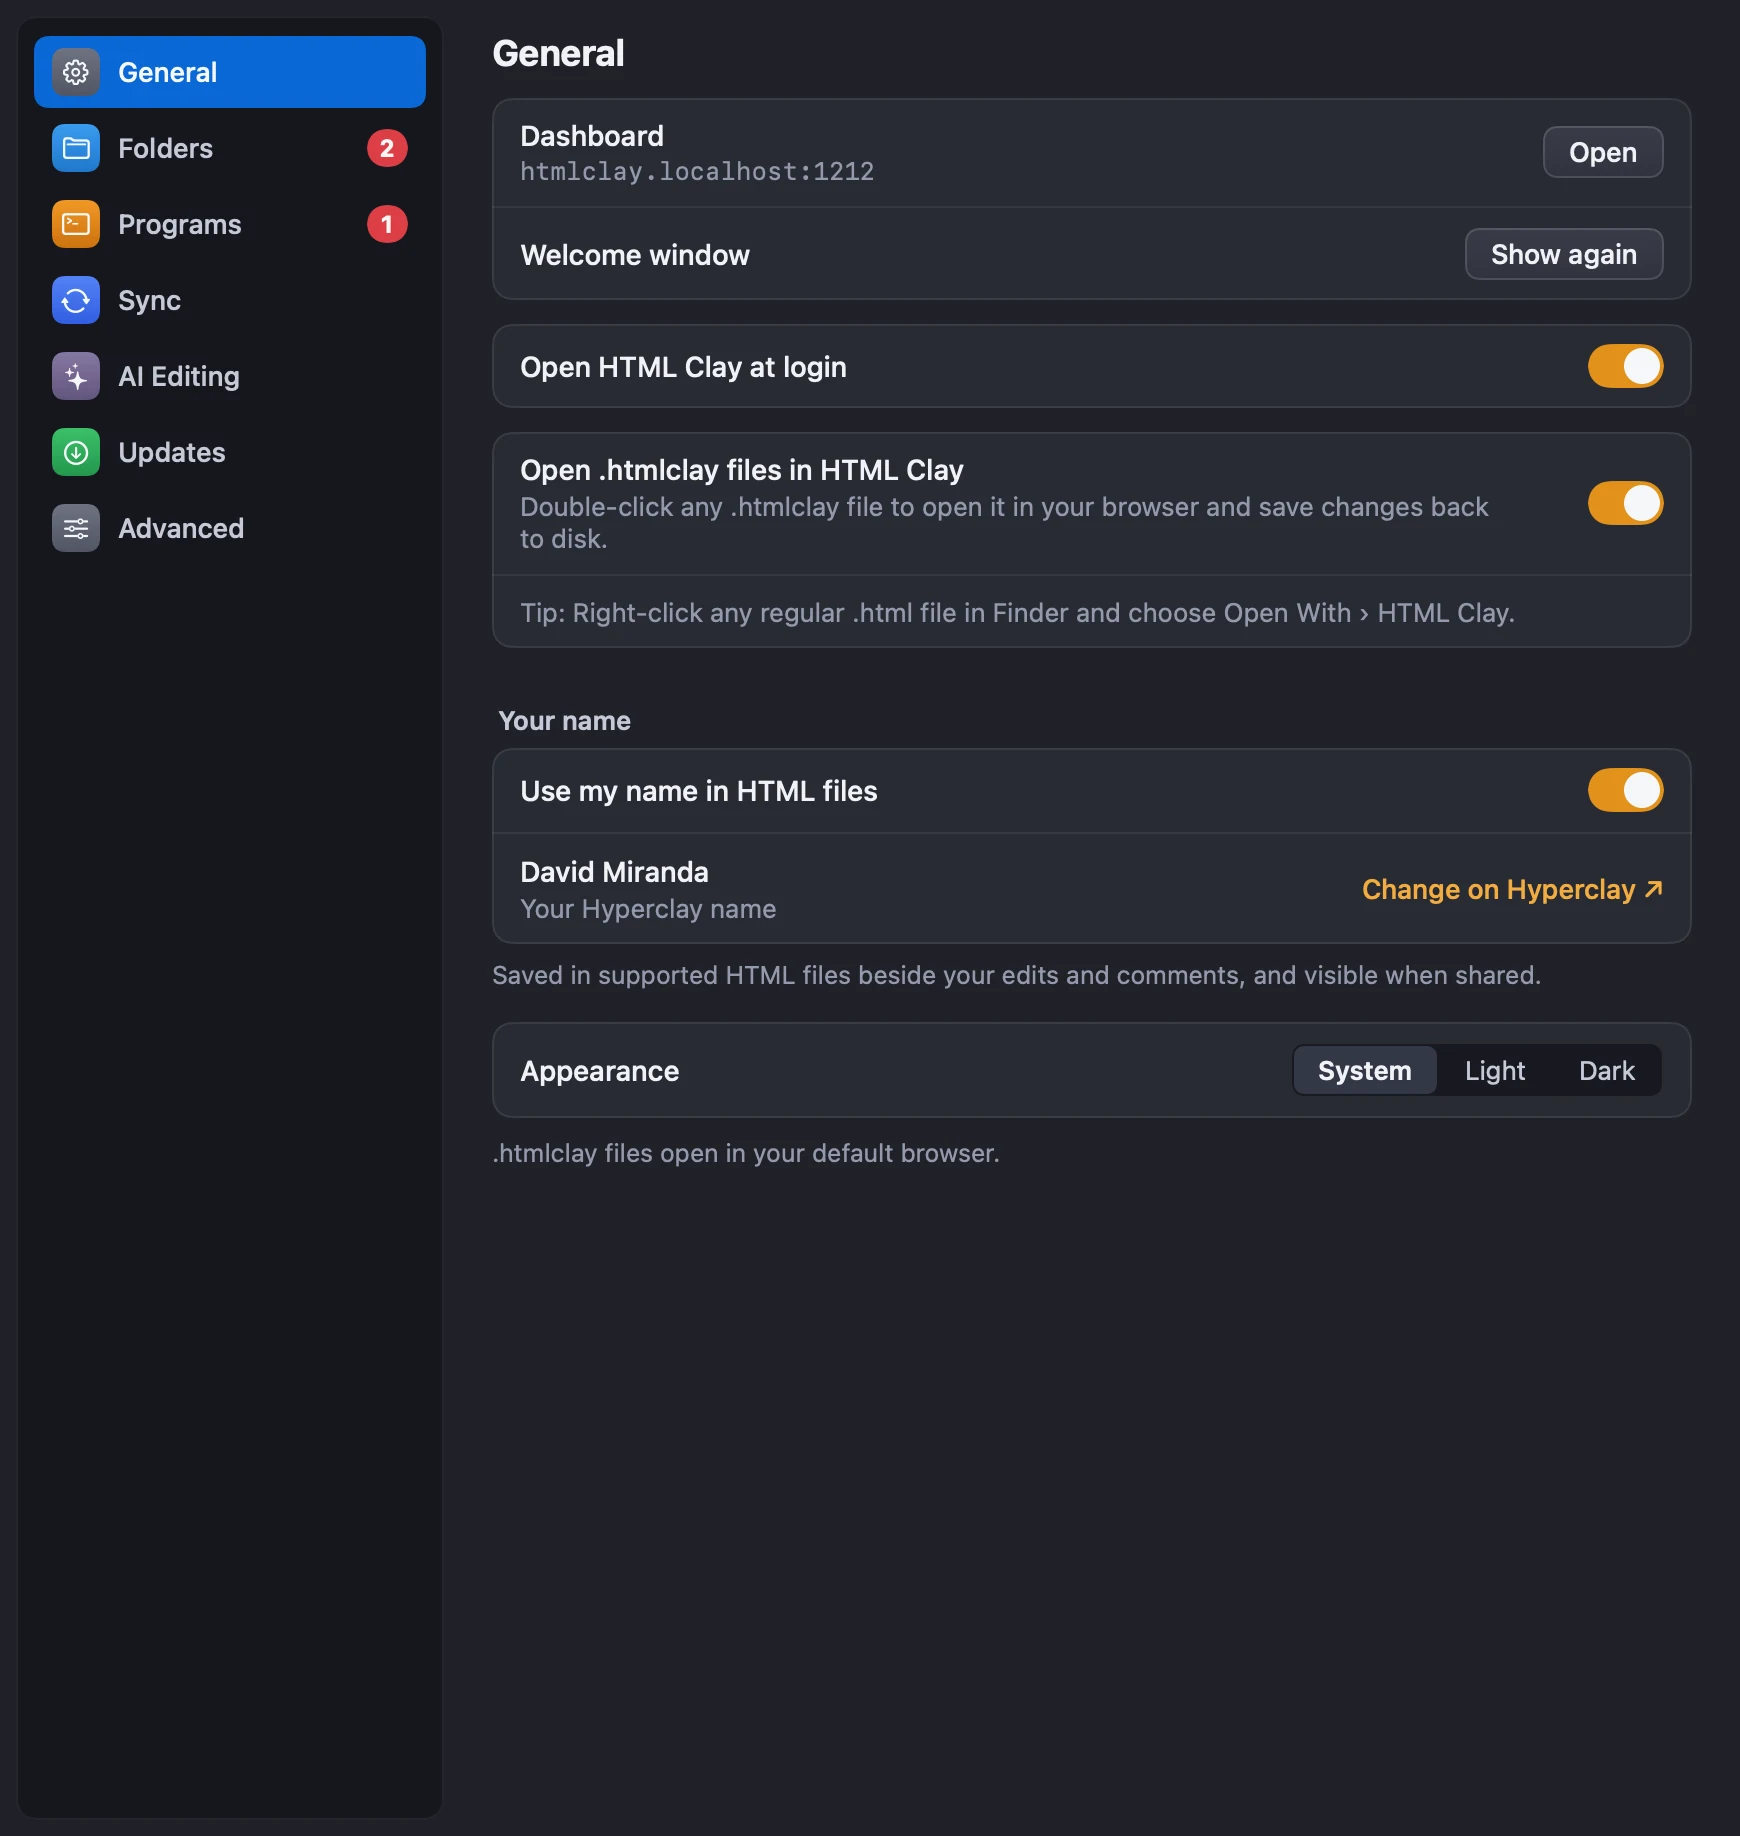 General
Folders
2
Programs
1
Sync
AI Editing
Updates
Advanced
General
Dashboard
htmlclay.localhost:1212
Open
Welcome window
Show again
Open HTML Clay at login
Open .htmlclay files in HTML Clay
Double-click any .htmlclay file to open it in your browser and save changes back
to disk.
Tip: Right-click any regular .html file in Finder and choose Open With › HTML Clay.
Your name
Use my name in HTML files
David Miranda
Your Hyperclay name
Change on Hyperclay ↗
Saved in supported HTML files beside your edits and comments, and visible when shared.
Appearance
System
Light
Dark
.htmlclay files open in your default browser.